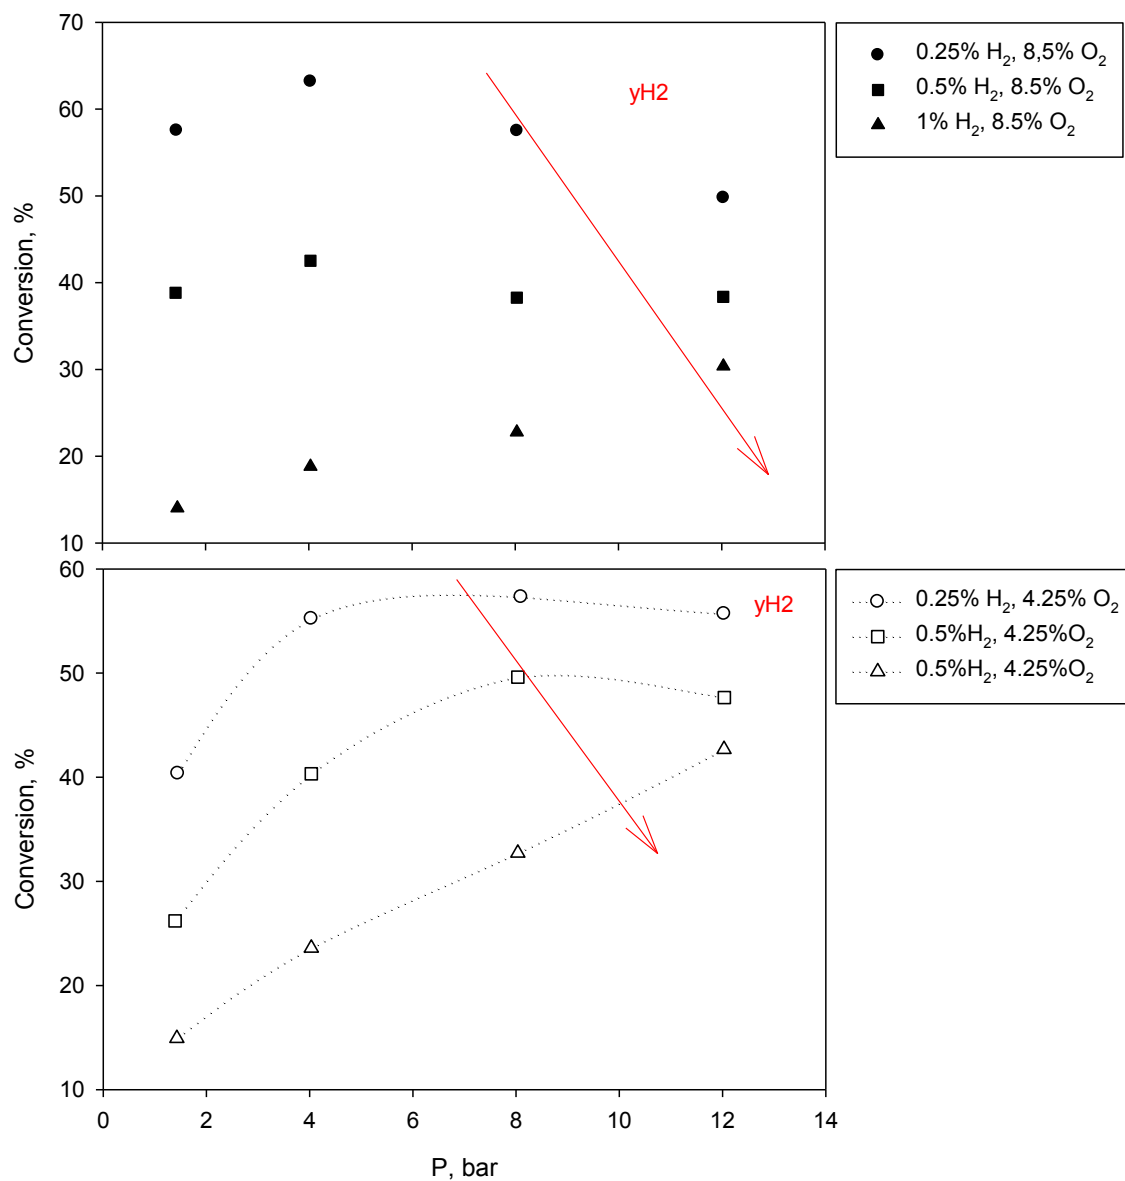 70
60
50
40
30
20
10
Conversion, %
yH2
0.25% H2, 8,5% O2
0.5% H2, 8.5% O2
1% H2, 8.5% O2
60
50
40
30
20
10
Conversion, %
yH2
0.25% H2, 4.25% O2
0.5%H2, 4.25%O2
0.5%H2, 4.25%O2
0 2 4 6 8 10 12 14
P, bar